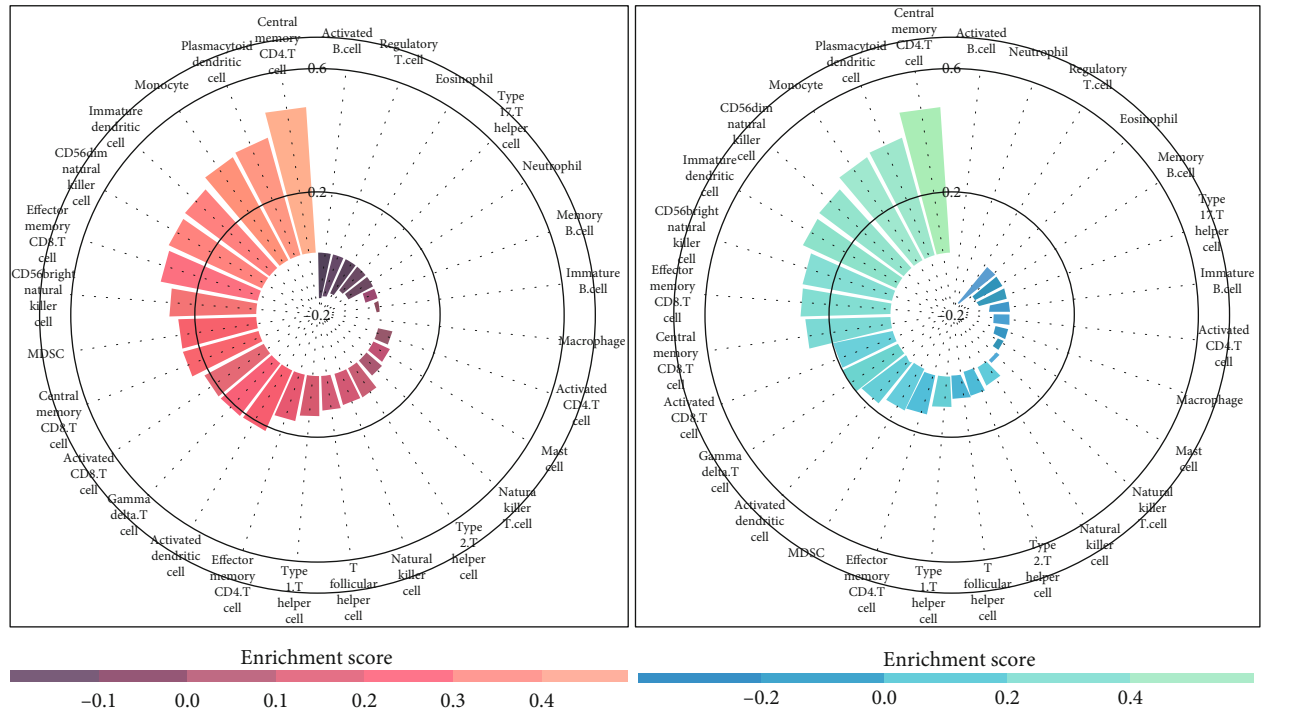 Central
memory
CD4.T
cell
Activated
B.cell
Regulatory
T.cell
Eosinophil
Type
17.T
helper
cell
Neutrophil
Memory
B.cell
Immature
B.cell
Macrophage
Activated
CD4.T
cell
Mast
cell
Natura
killer
T.cell
Type
2.T
helper
cell
Natural
killer
cell
T
follicular
helper
cell
Type
1.T
helper
cell
Effector
memory
CD4.T
cell
Activated
dendritic
cell
Gamma
delta.T
cell
Activated
CD8.T
cell
Central
memory
CD8.T
cell
MDSC
CD56bright
natural
killer
cell
Effector
memory
CD8.T
cell
CD56dim
natural
killer
cell
Immature
dendritic
cell
Monocyte
Plasmacytoid
dendritic
cell
0.6
0.2
–0.2
Enrichment score
–0.1 0.0 0.1 0.2 0.3 0.4
Central
memory
CD4.T
cell
Activated
B.cell
Neutrophil
Regulatory
T.cell
Eosinophil
Memory
B.cell
Type
17.T
helper
cell
Immature
B.cell
Activated
CD4.T
cell
Macrophage
Mast
cell
Natural
killer
T.cell
Natural
killer
cell
Type
2.T
helper
cell
T
follicular
helper
cell
Type
1.T
helper
cell
Effector
memory
CD4.T
cell
MDSC
Activated
dendritic
cell
Gamma
delta.T
cell
Activated
CD8.T
cell
Central
memory
CD8.T
cell
Effector
memory
CD8.T
cell
CD56bright
natural
killer
cell
Immature
dendritic
cell
CD56dim
natural
killer
cell
Monocyte
Plasmacytoid
dendritic
cell
0.6
0.2
–0.2
Enrichment score
–0.2 0.0 0.2 0.4